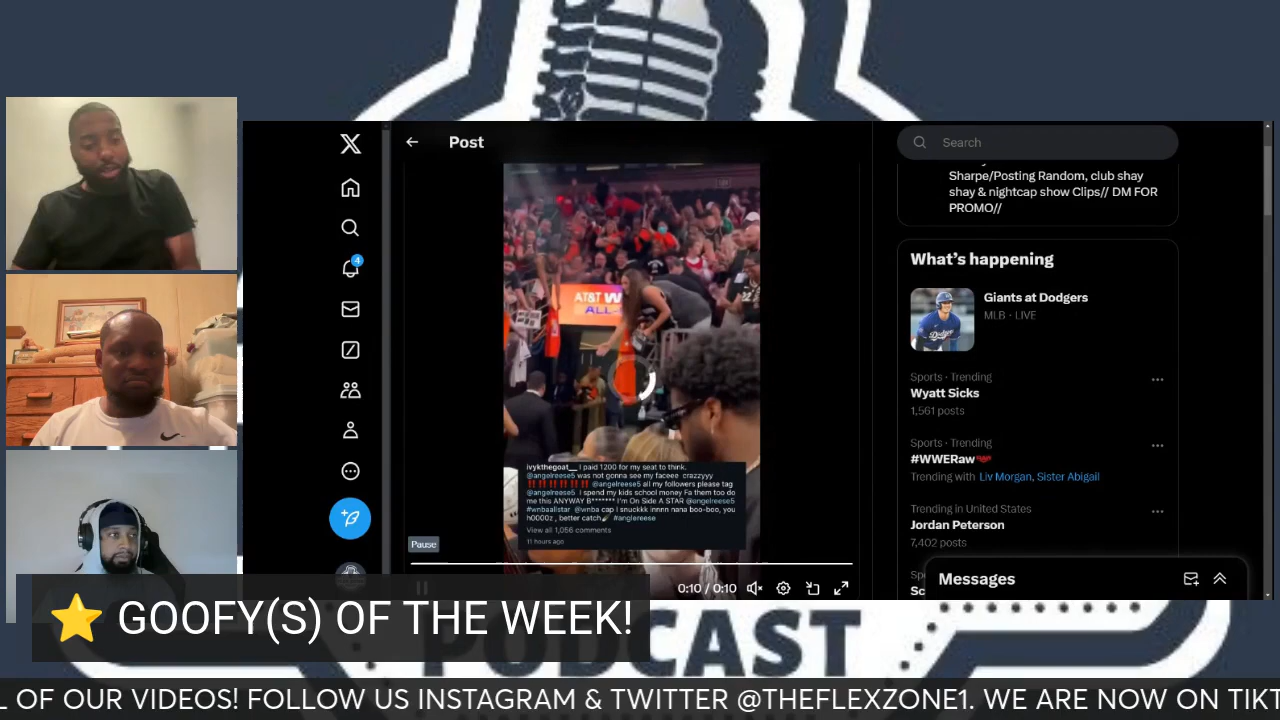 Post
Search
Sharpe/Posting Random, club shay
shay & nightcap show Clips// DM FOR
PROMO//
What's happening
Giants at Dodgers
MLB · LIVE
Sports · Trending
Wyatt Sicks
1,561 posts
Sports · Trending
#WWERaw
Trending with Liv Morgan, Sister Abigail
Trending in United States
Jordan Peterson
7,402 posts
Messages
4
AT&T W
ALL-
ivykthegoat__ I paid 1200 for my seat to think.
@angelreese5 was not gonna see my faceee crazzyyy
‼️‼️‼️‼️‼️‼️ @angelreese5 all my followers please tag
@angelreese5 I spend my kids school money Fa them too do
me this ANYWAY B******* I'm On Side A STAR @angelreese5
#wnbaallstar @wnba cap I snuckkk innnn nana boo-boo, you
h0000z , better catch #anglereese
View all 1,056 comments
11 hours ago
Pause
0:10 / 0:10
GOOFY(S) OF THE WEEK!
PODCAST
L OF OUR VIDEOS! FOLLOW US INSTAGRAM & TWITTER @THEFLEXZONE1. WE ARE NOW ON TIKT